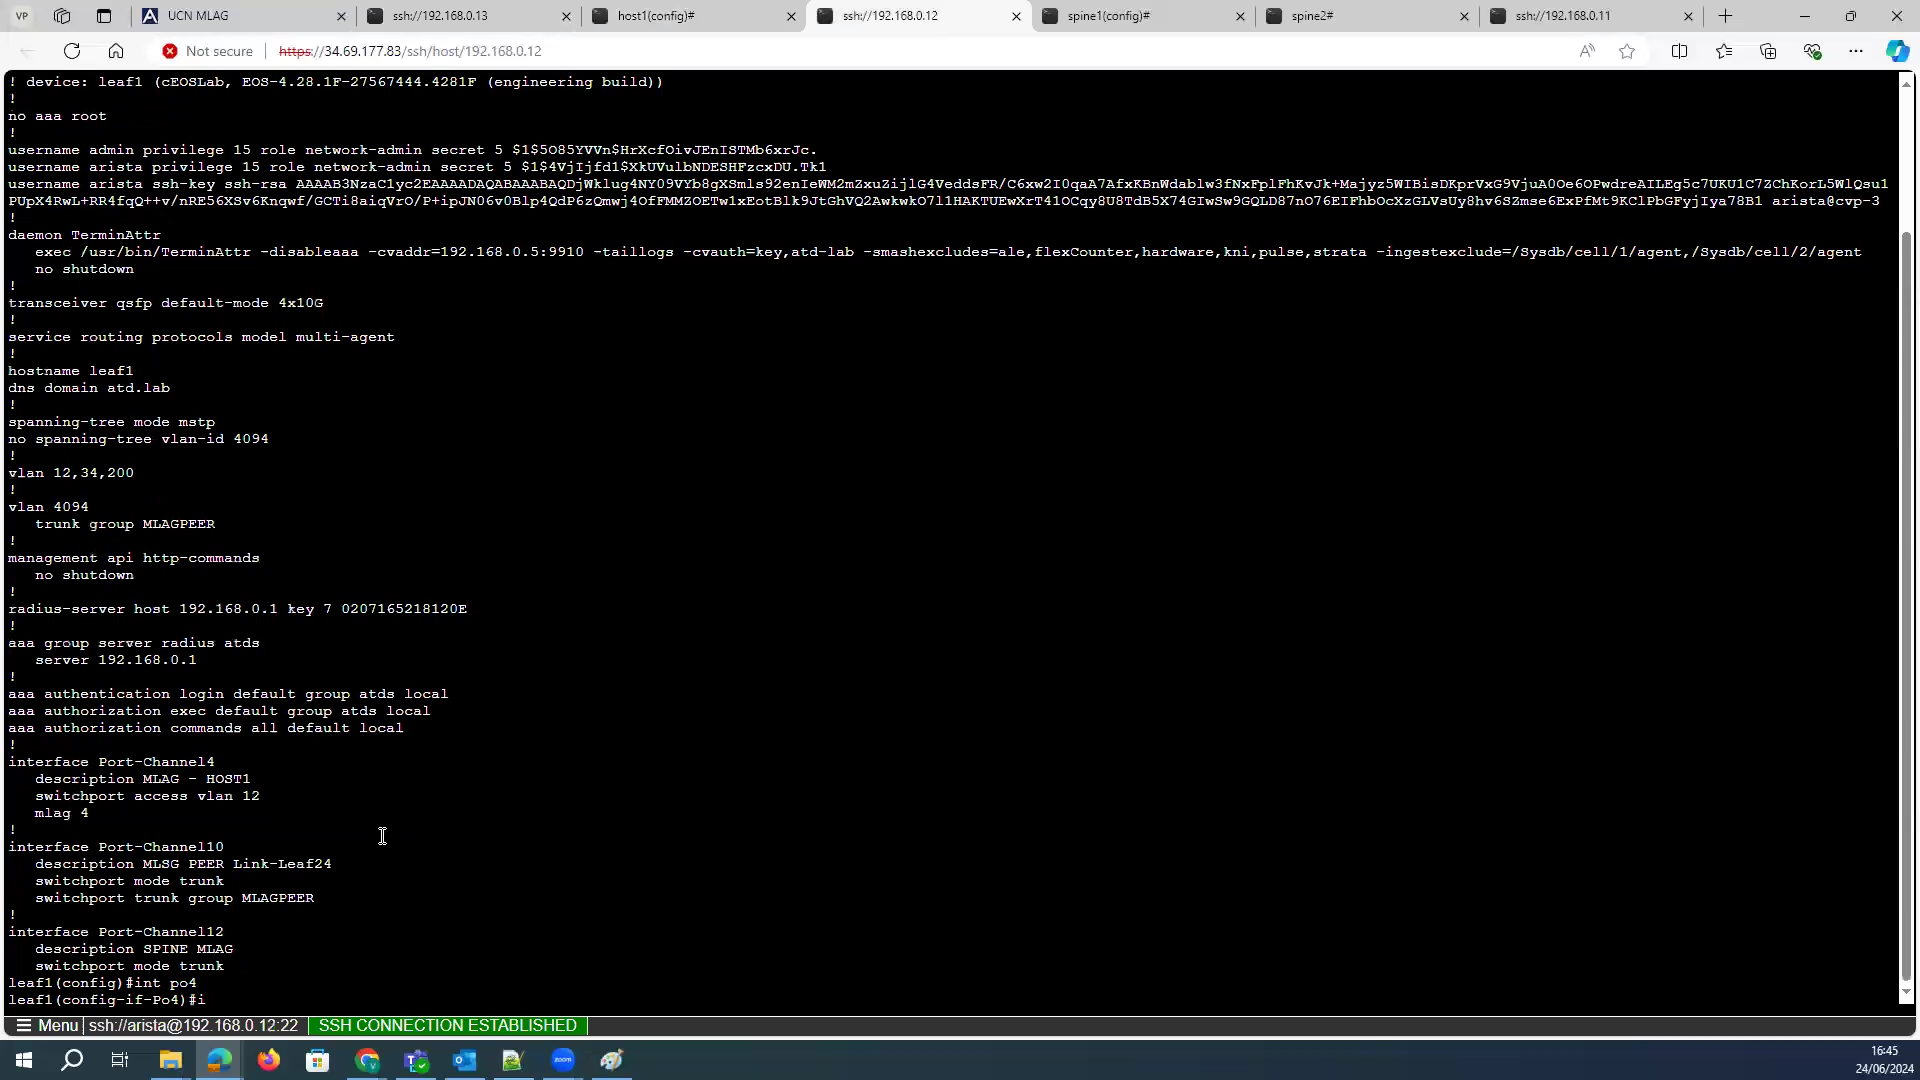 VP
UCN MLAG
ssh://192.168.0.13
host1(config)#
ssh://192.168.0.12
spine1(config)#
spine2#
ssh://192.168.0.11
Not secure
https://34.69.177.83/ssh/host/192.168.0.12
! device: leaf1 (cEOSLab, EOS-4.28.1F-27567444.4281F (engineering build))
!
no aaa root
!
username admin privilege 15 role network-admin secret 5 $1$5O85YVVn$HrXcfOivJEnISTMb6xrJc.
username arista privilege 15 role network-admin secret 5 $1$4VjIjfd1$XkUVulbNDESHFzcxDU.Tk1
username arista ssh-key ssh-rsa
arista@cvp-3
!
daemon TerminAttr
exec /usr/bin/TerminAttr -disableaaa -cvaddr=192.168.0.5:9910 -taillogs -cvauth=key,atd-lab -smashexcludes=ale,flexCounter,hardware,kni,pulse,strata -ingestexclude=/Sysdb/cell/1/agent,/Sysdb/cell/2/agent
no shutdown
!
transceiver qsfp default-mode 4x10G
!
service routing protocols model multi-agent
!
hostname leaf1
dns domain atd.lab
!
spanning-tree mode mstp
no spanning-tree vlan-id 4094
!
vlan 12,34,200
!
vlan 4094
trunk group MLAGPEER
!
management api http-commands
no shutdown
!
radius-server host 192.168.0.1 key 7 0207165218120E
!
aaa group server radius atds
server 192.168.0.1
!
aaa authentication login default group atds local
aaa authorization exec default group atds local
aaa authorization commands all default local
!
interface Port-Channel4
description MLAG - HOST1
switchport access vlan 12
mlag 4
!
interface Port-Channel10
description MLSG PEER Link-Leaf24
switchport mode trunk
switchport trunk group MLAGPEER
!
interface Port-Channel12
description SPINE MLAG
switchport mode trunk
leaf1(config)#int po4
leaf1(config-if-Po4)#i
Menu ssh://arista@192.168.0.12:22 SSH CONNECTION ESTABLISHED
16:45
24/06/2024